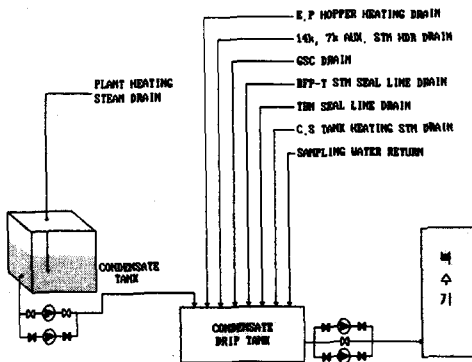 E.P HOPPER HEATING DRAIN
14k, 7k AUX. STM HDR DRAIN
GSC DRAIN
BFP-T STM SEAL LINE DRAIN
TBN SEAL LINE DRAIN
C.S TANK HEATING STM DRAIN
SAMPLING WATER RETURN
PLANT HEATING
STEAM DRAIN
CONDENSATE
TANK
CONDENSATE
DRIP TANK
복
수
기